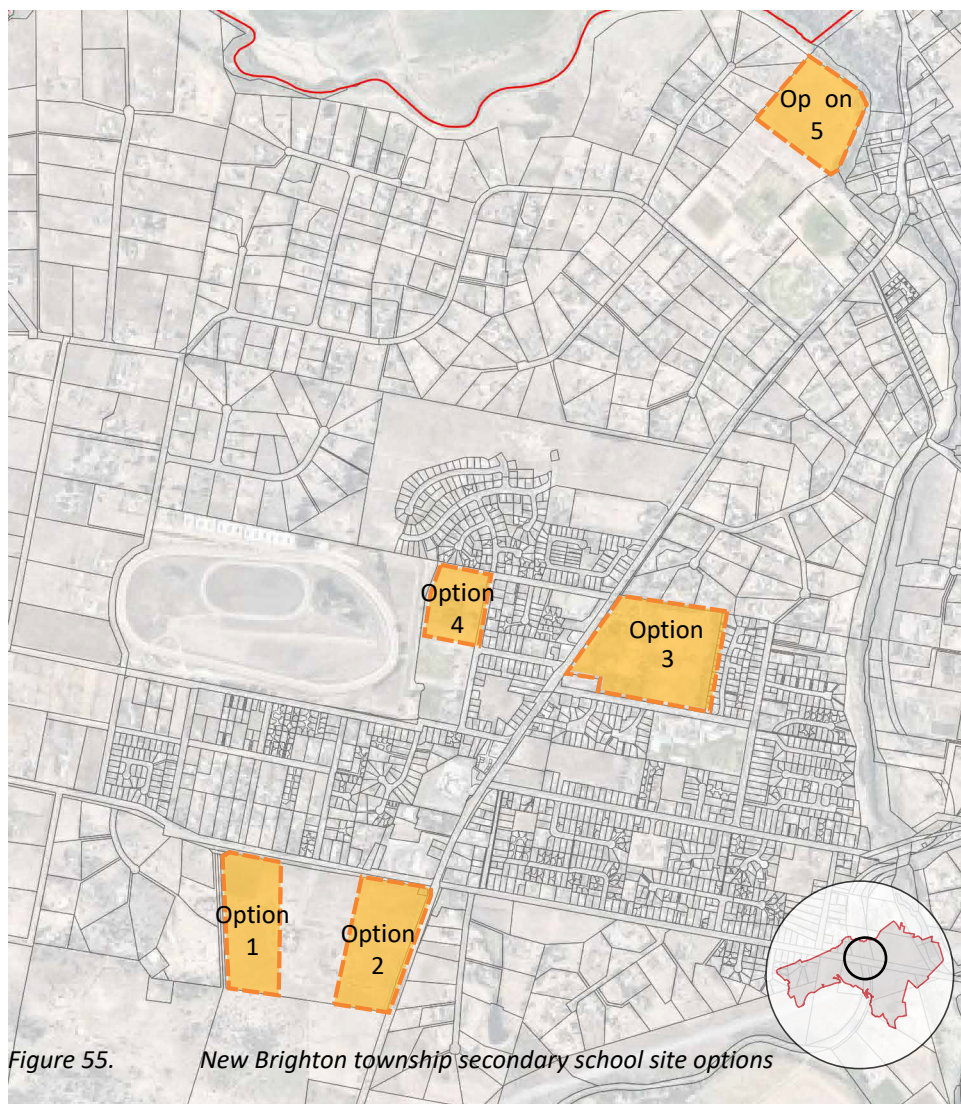 Op on
5
Option
4
Option
3
Option
1
Option
2
Figure 55. New Brighton township secondary school site options